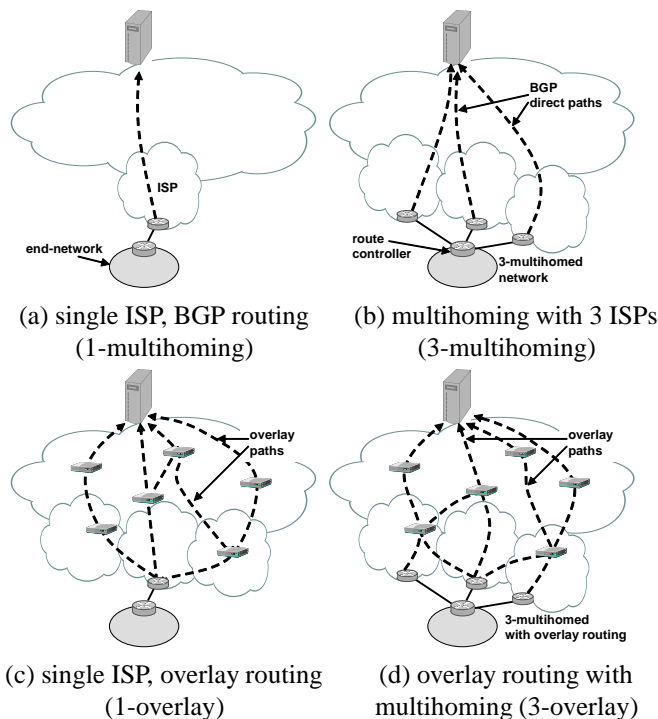 ISP
end-network
(a) single ISP, BGP routing
(1-multihoming)
BGP
direct paths
route
controller
3-multihomed
network
(b) multihoming with 3 ISPs
(3-multihoming)
overlay
paths
(c) single ISP, overlay routing
(1-overlay)
overlay
paths
3-multihomed
with overlay routing
(d) overlay routing with
multihoming (3-overlay)